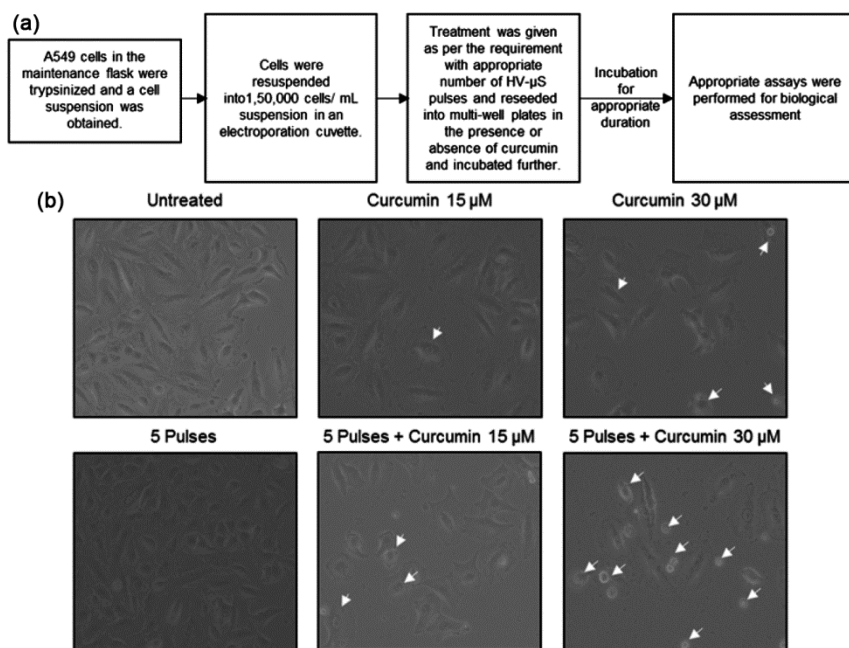 (a)
A549 cells in the
maintenance flask were
trypsinized and a cell
suspension was
obtained.
Cells were
resuspended
into1,50,000 cells/ mL
suspension in an
electroporation cuvette.
Treatment was given
as per the requirement
with appropriate
number of HV-µS
pulses and reseeded
into multi-well plates in
the presence or
absence of curcumin
and incubated further.
Incubation
for
appropriate
duration
Appropriate assays were
performed for biological
assessment
(b)
Untreated
Curcumin 15 µM
Curcumin 30 µM
5 Pulses
5 Pulses + Curcumin 15 µM
5 Pulses + Curcumin 30 µM